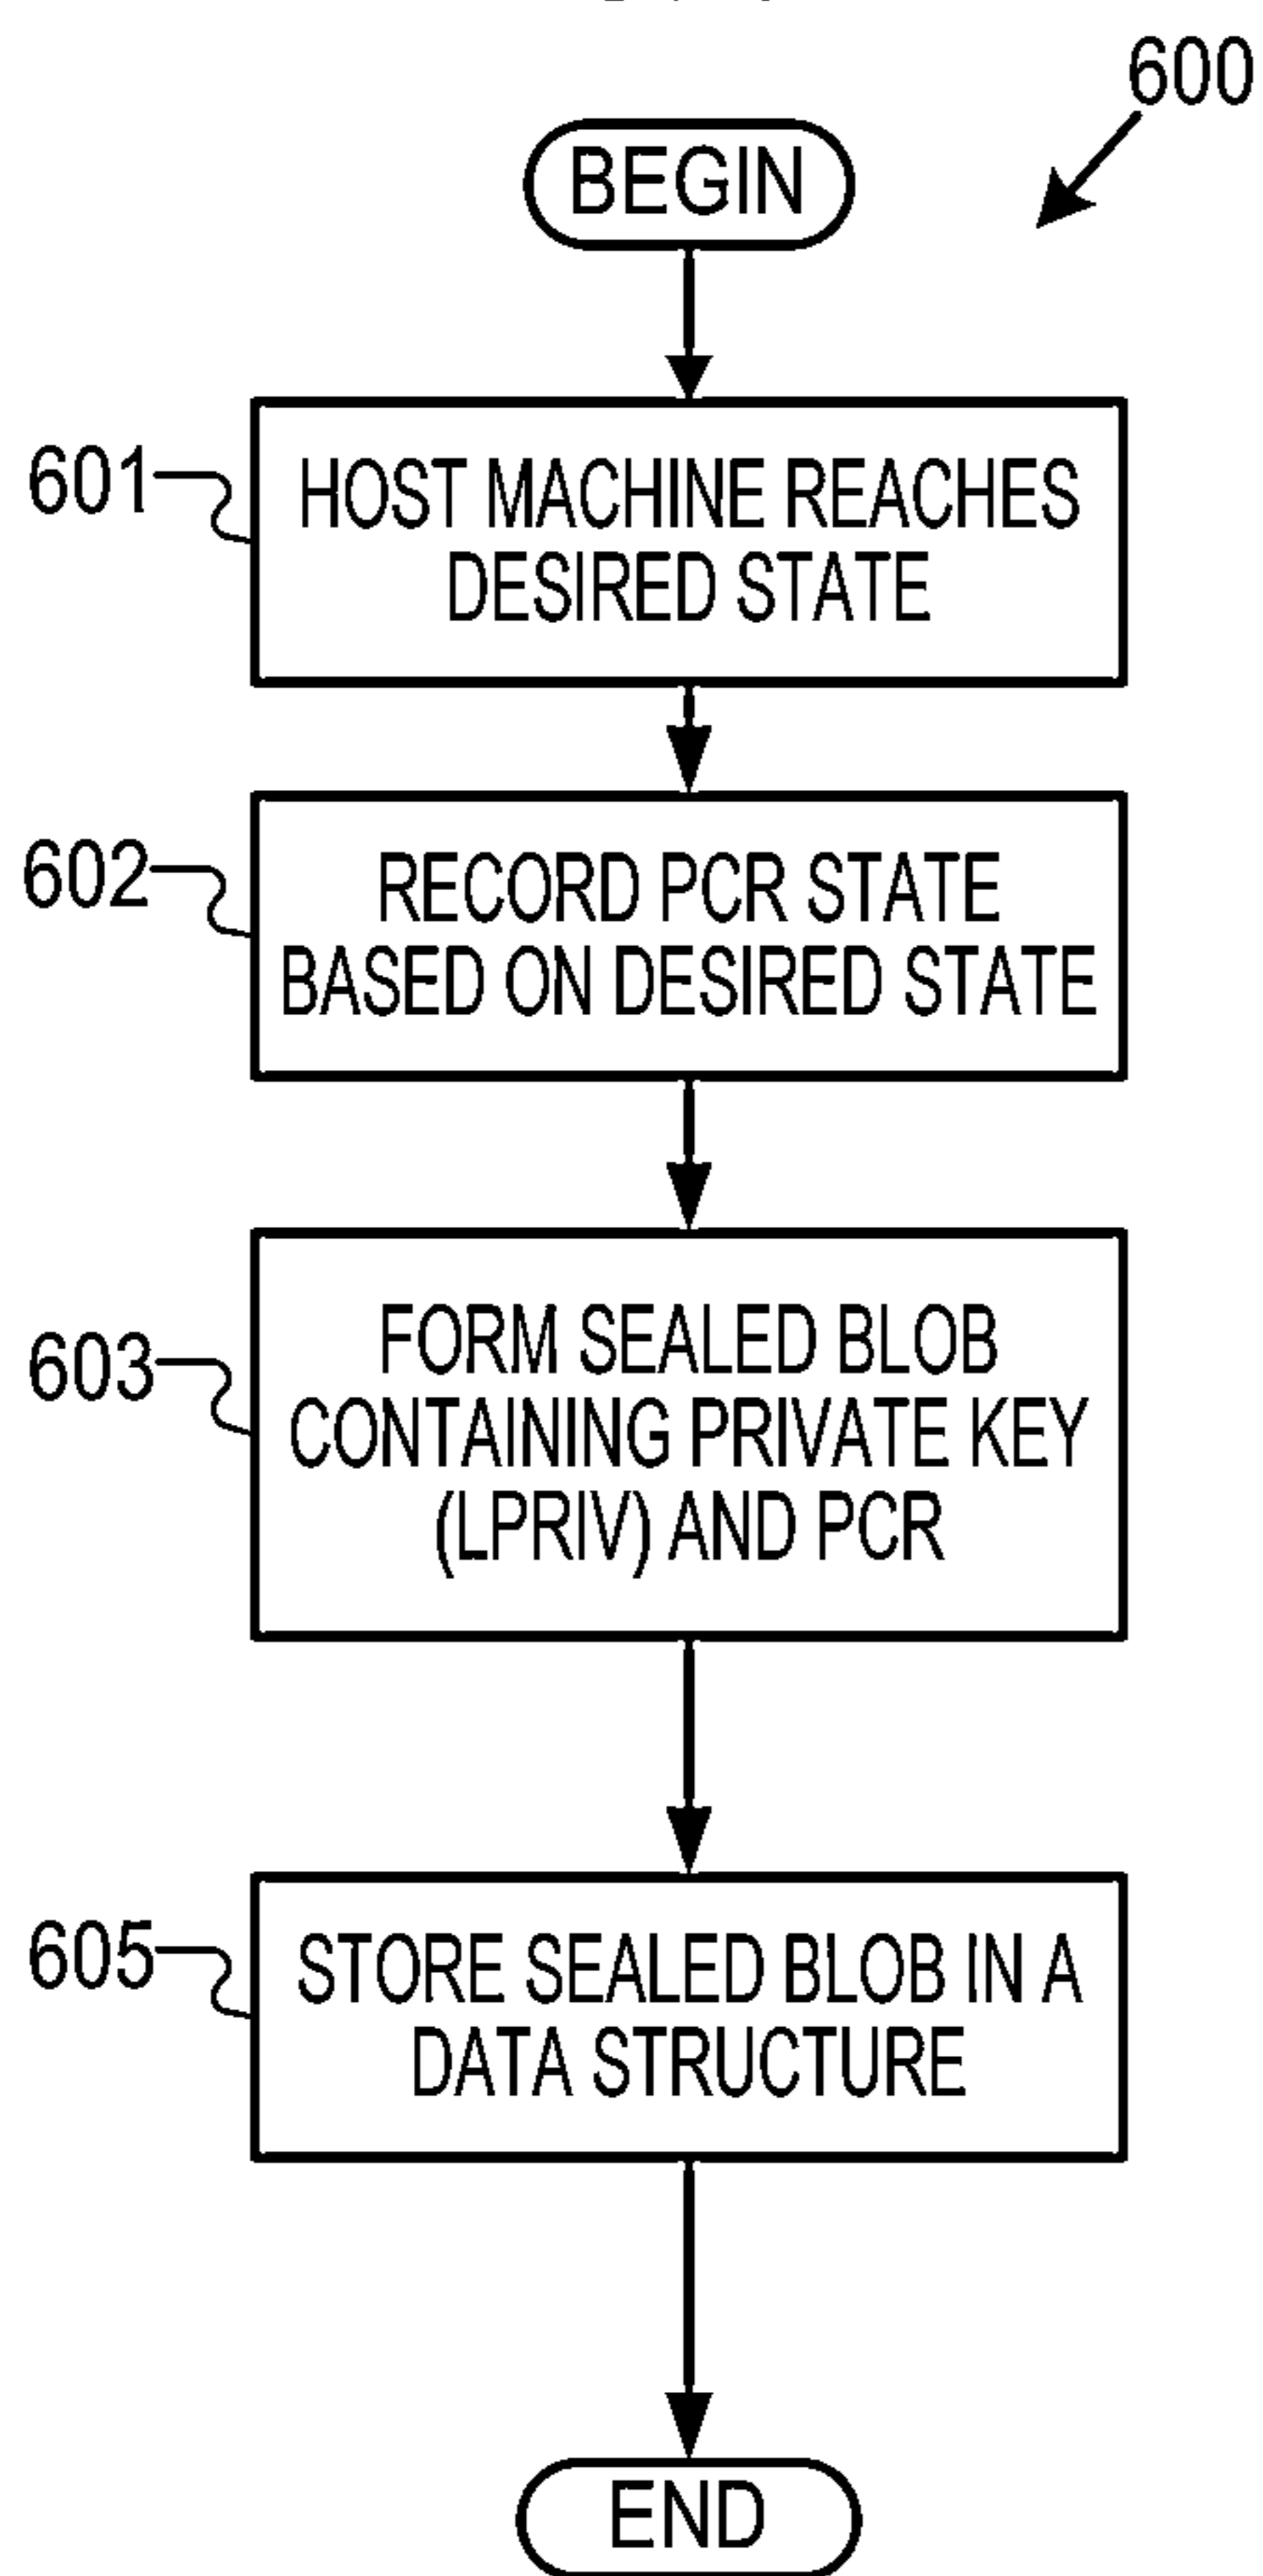 600
BEGIN
601
HOST MACHINE REACHES
DESIRED STATE
602
RECORD PCR STATE
BASED ON DESIRED STATE
603
FORM SEALED BLOB
CONTAINING PRIVATE KEY
(LPRIV) AND PCR
605
STORE SEALED BLOB IN A
DATA STRUCTURE
END